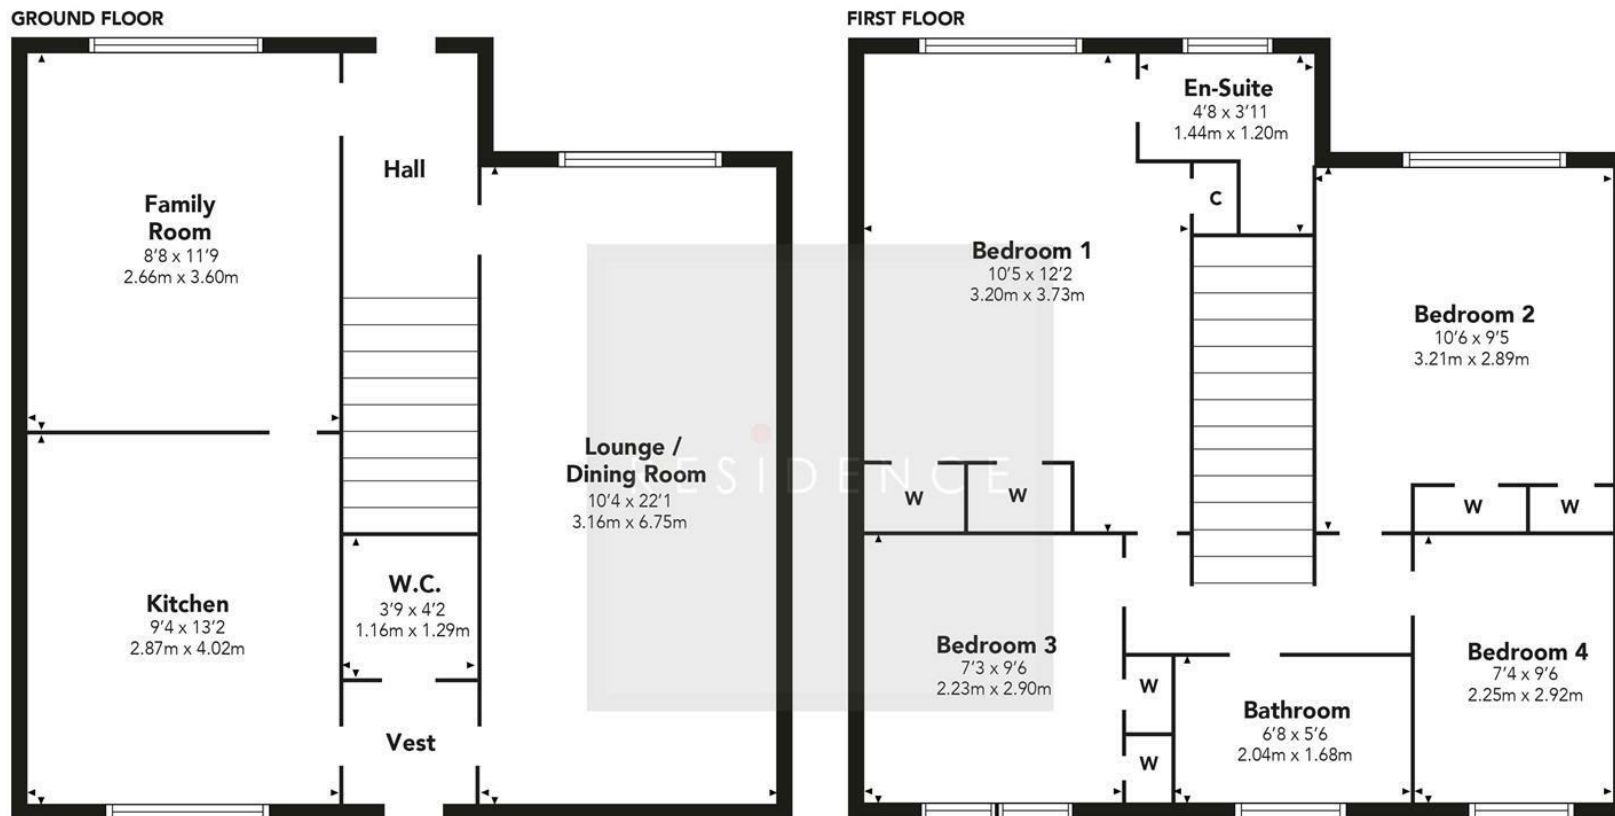 GROUND FLOOR
Family
Room
8'8 x 11'9
2.66m x 3.60m
Hall
Lounge /
Dining Room
10'4 x 22'1
3.16m x 6.75m
Kitchen
9'4 x 13'2
2.87m x 4.02m
W.C.
3'9 x 4'2
1.16m x 1.29m
Vest
RESIDENCE
FIRST FLOOR
En-Suite
4'8 x 3'11
1.44m x 1.20m
C
Bedroom 1
10'5 x 12'2
3.20m x 3.73m
W
W
Bedroom 2
10'6 x 9'5
3.21m x 2.89m
W
W
Bedroom 3
7'3 x 9'6
2.23m x 2.90m
W
W
Bathroom
6'8 x 5'6
2.04m x 1.68m
Bedroom 4
7'4 x 9'6
2.25m x 2.92m